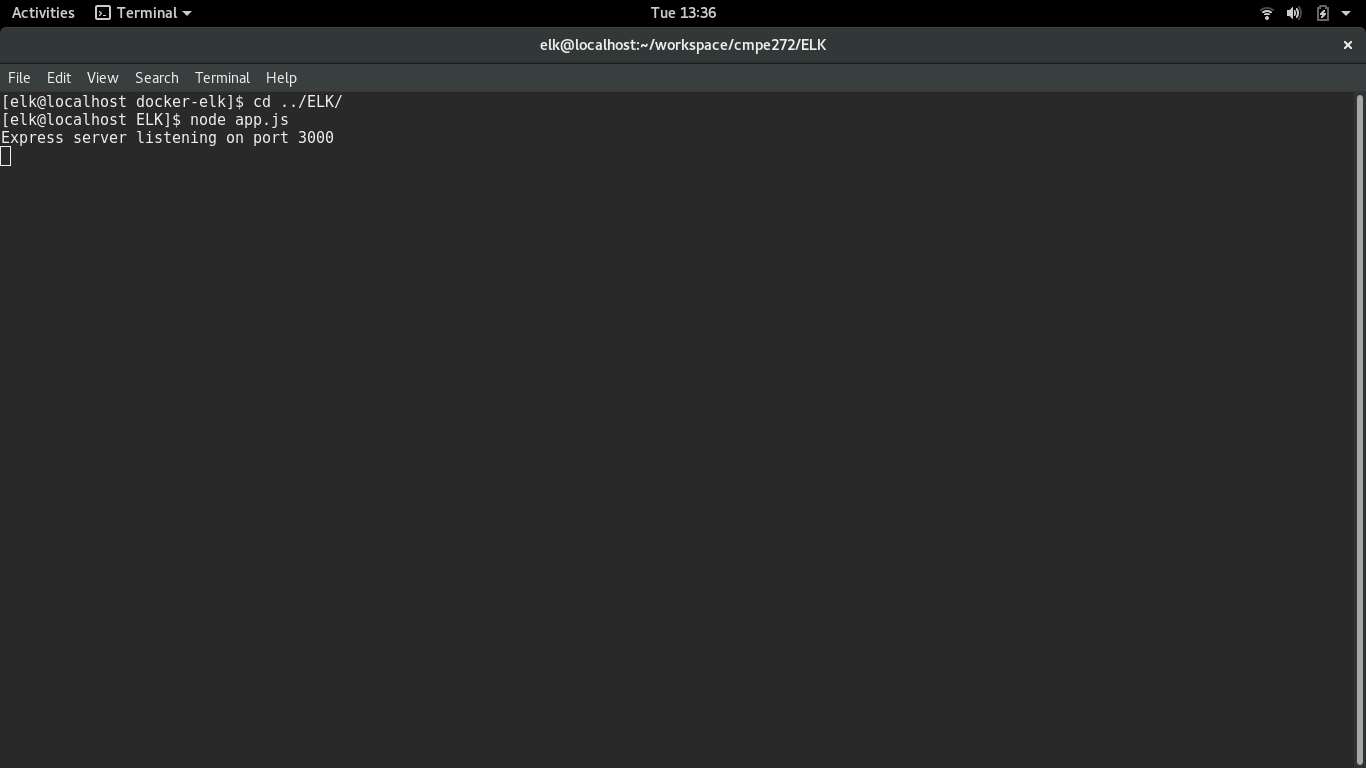 Activities Terminal Tue 13:36
elk@localhost:~/workspace/cmpe272/ELK
File Edit View Search Terminal Help
[elk@localhost docker-elk]$ cd ../ELK/
[elk@localhost ELK]$ node app.js
Express server listening on port 3000